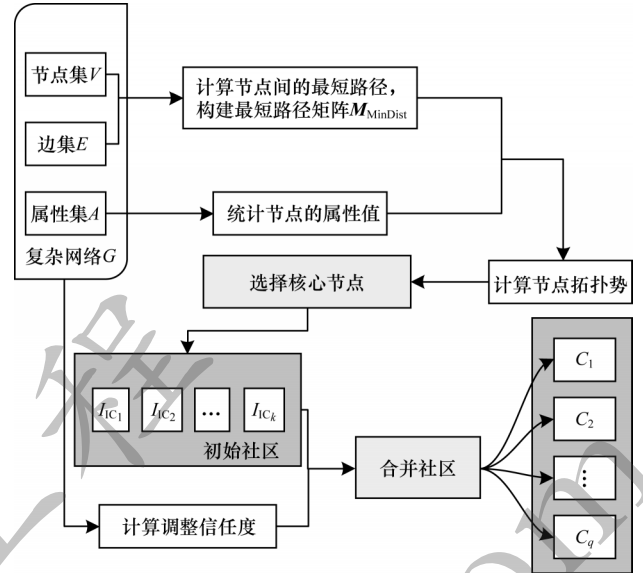 节点集V
边集E
属性集A
复杂网络G
计算节点间的最短路径，
构建最短路径矩阵M_MinDist
统计节点的属性值
计算节点拓扑势
选择核心节点
I_IC₁ I_IC₂ … I_ICₖ
初始社区
计算调整信任度
合并社区
C₁
C₂
⋮
C_q
程
om